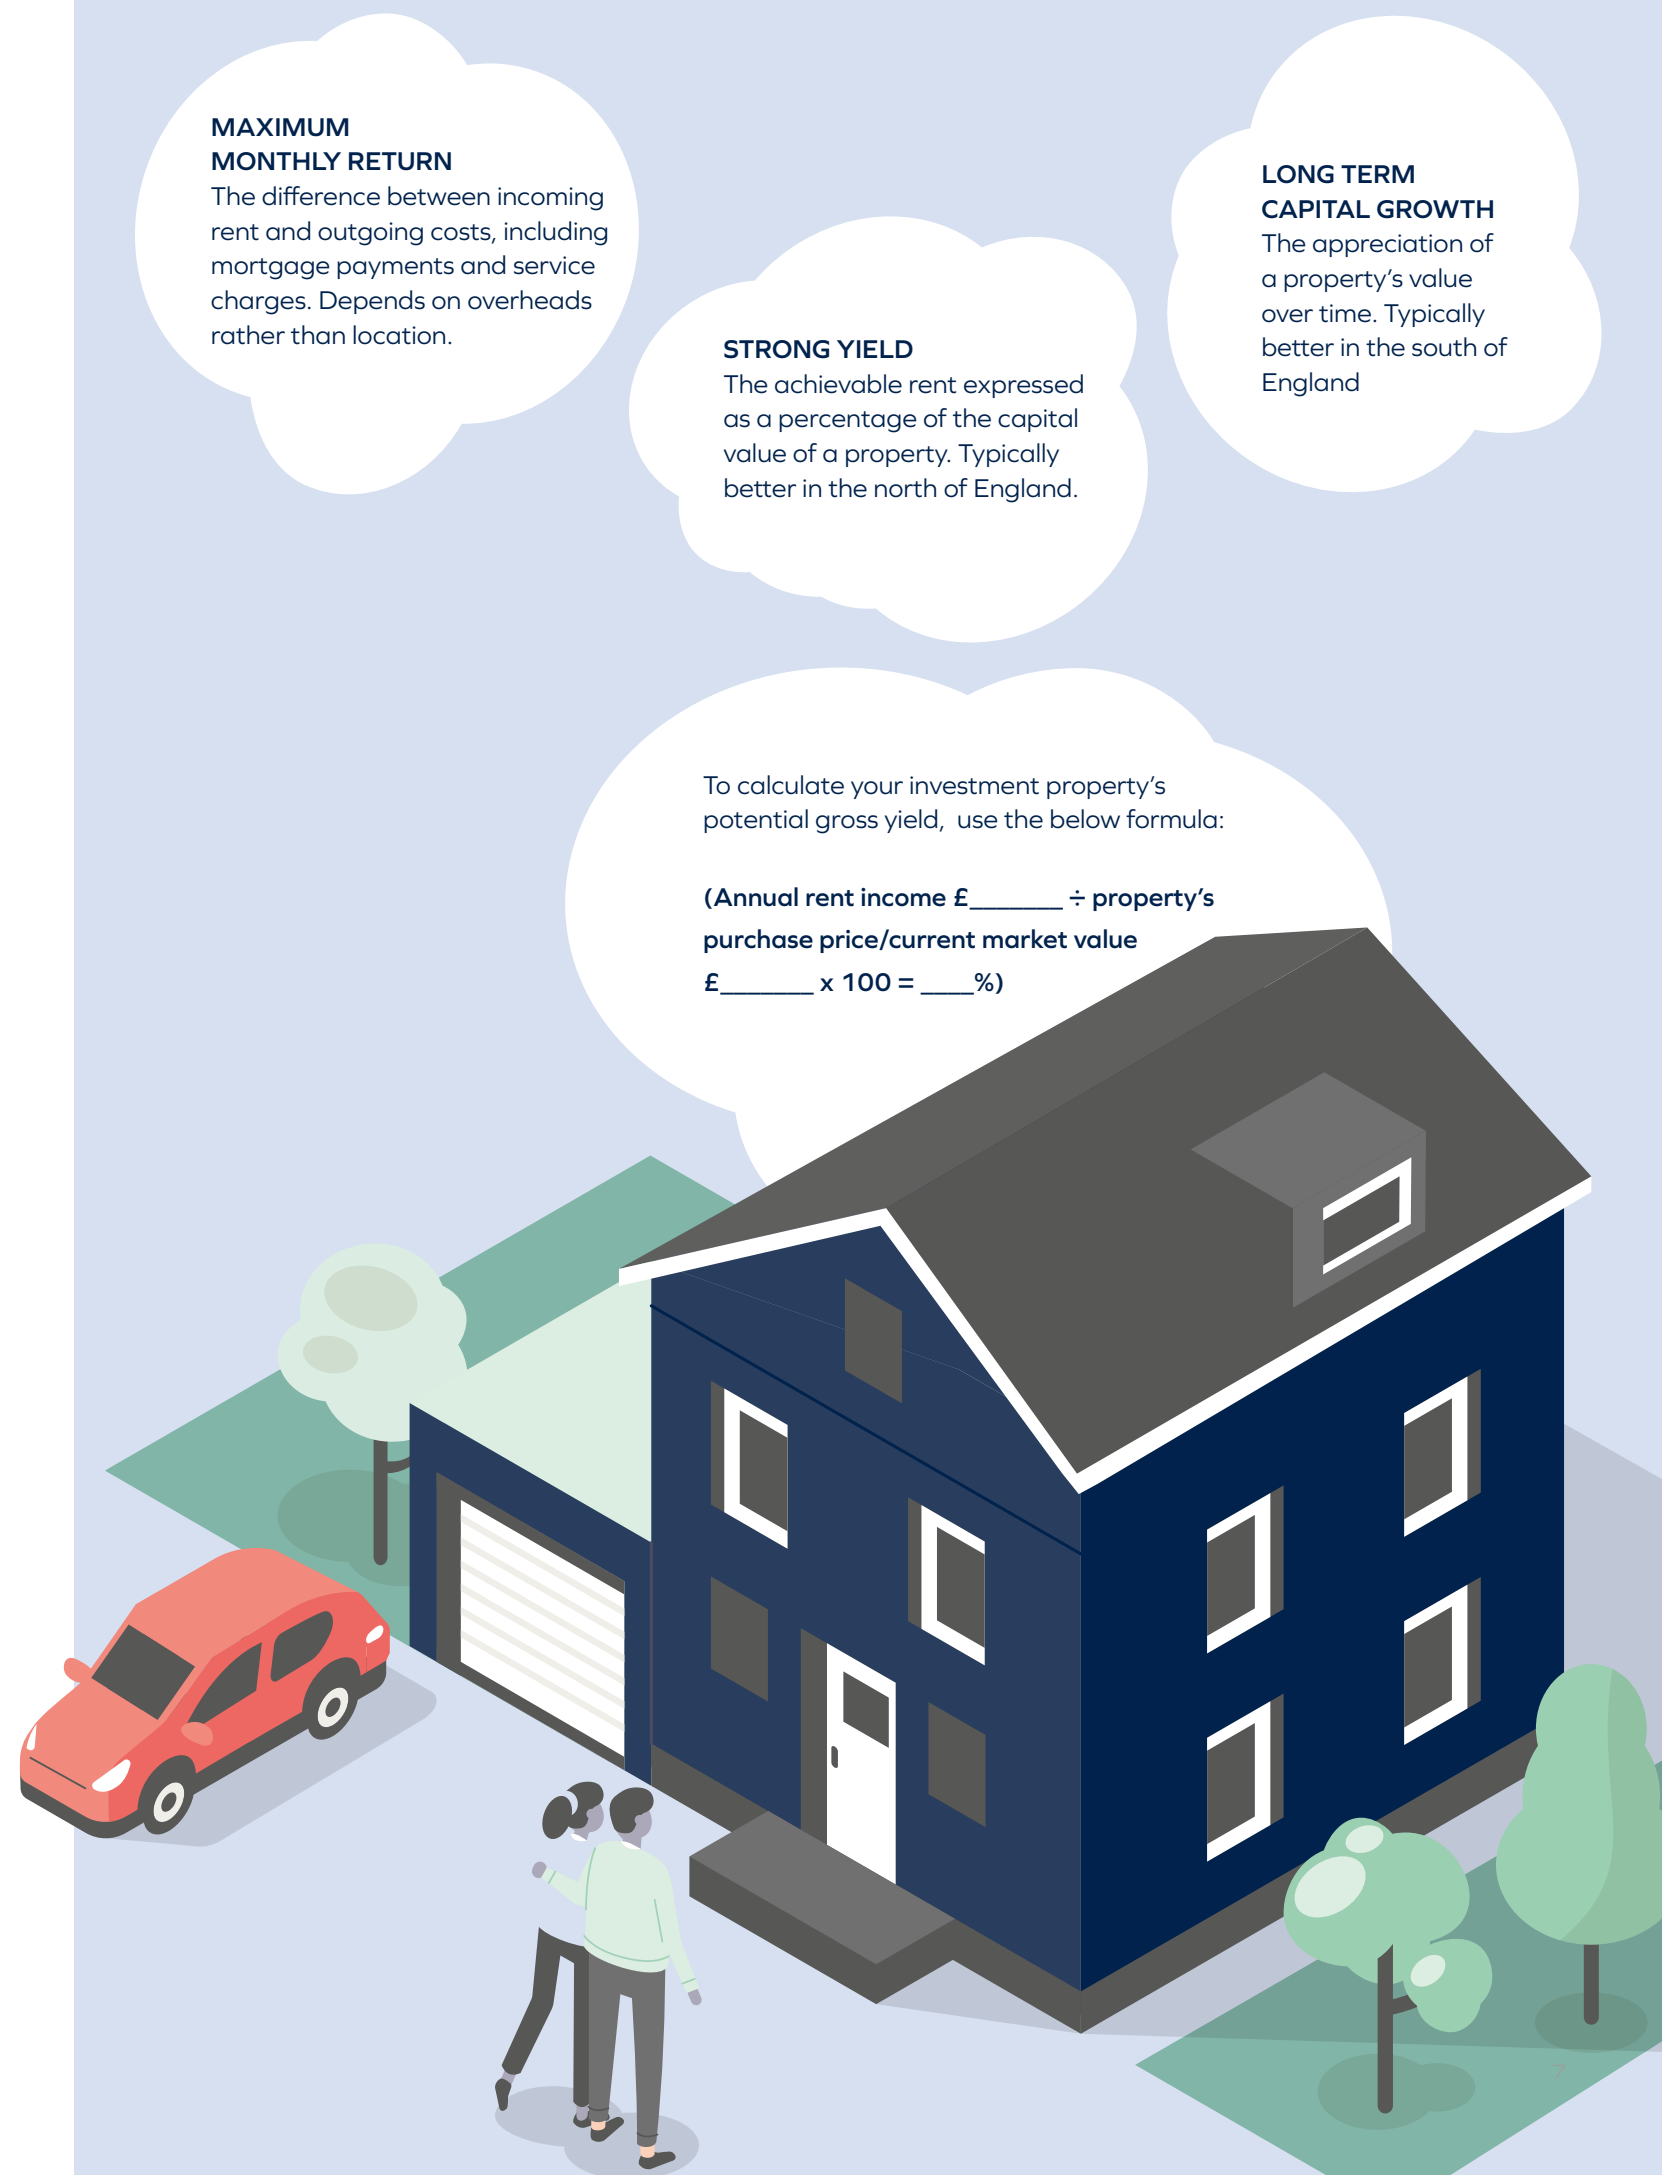 MAXIMUM
MONTHLY RETURN
The difference between incoming
rent and outgoing costs, including
mortgage payments and service
charges. Depends on overheads
rather than location.
STRONG YIELD
The achievable rent expressed
as a percentage of the capital
value of a property. Typically
better in the north of England.
LONG TERM
CAPITAL GROWTH
The appreciation of
a property’s value
over time. Typically
better in the south of
England
To calculate your investment property’s
potential gross yield,  use the below formula:
(Annual rent income £_______ ÷ property’s
purchase price/current market value
£_______ x 100 = ____%)
7